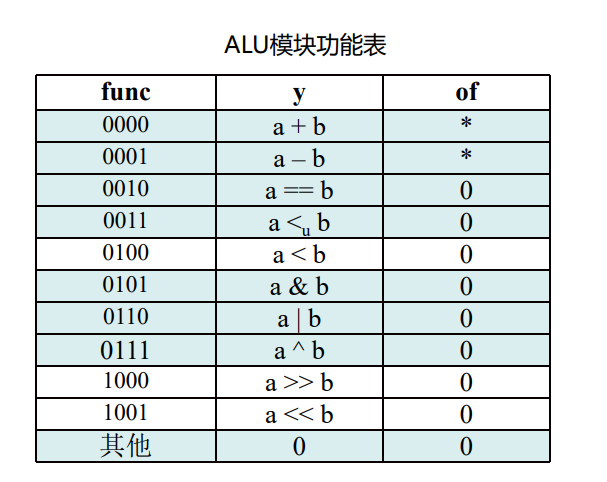 ALU模块功能表
func y of
0000 a + b *
0001 a – b *
0010 a == b 0
0011 a <u b 0
0100 a < b 0
0101 a & b 0
0110 a | b 0
0111 a ^ b 0
1000 a >> b 0
1001 a << b 0
其他 0 0